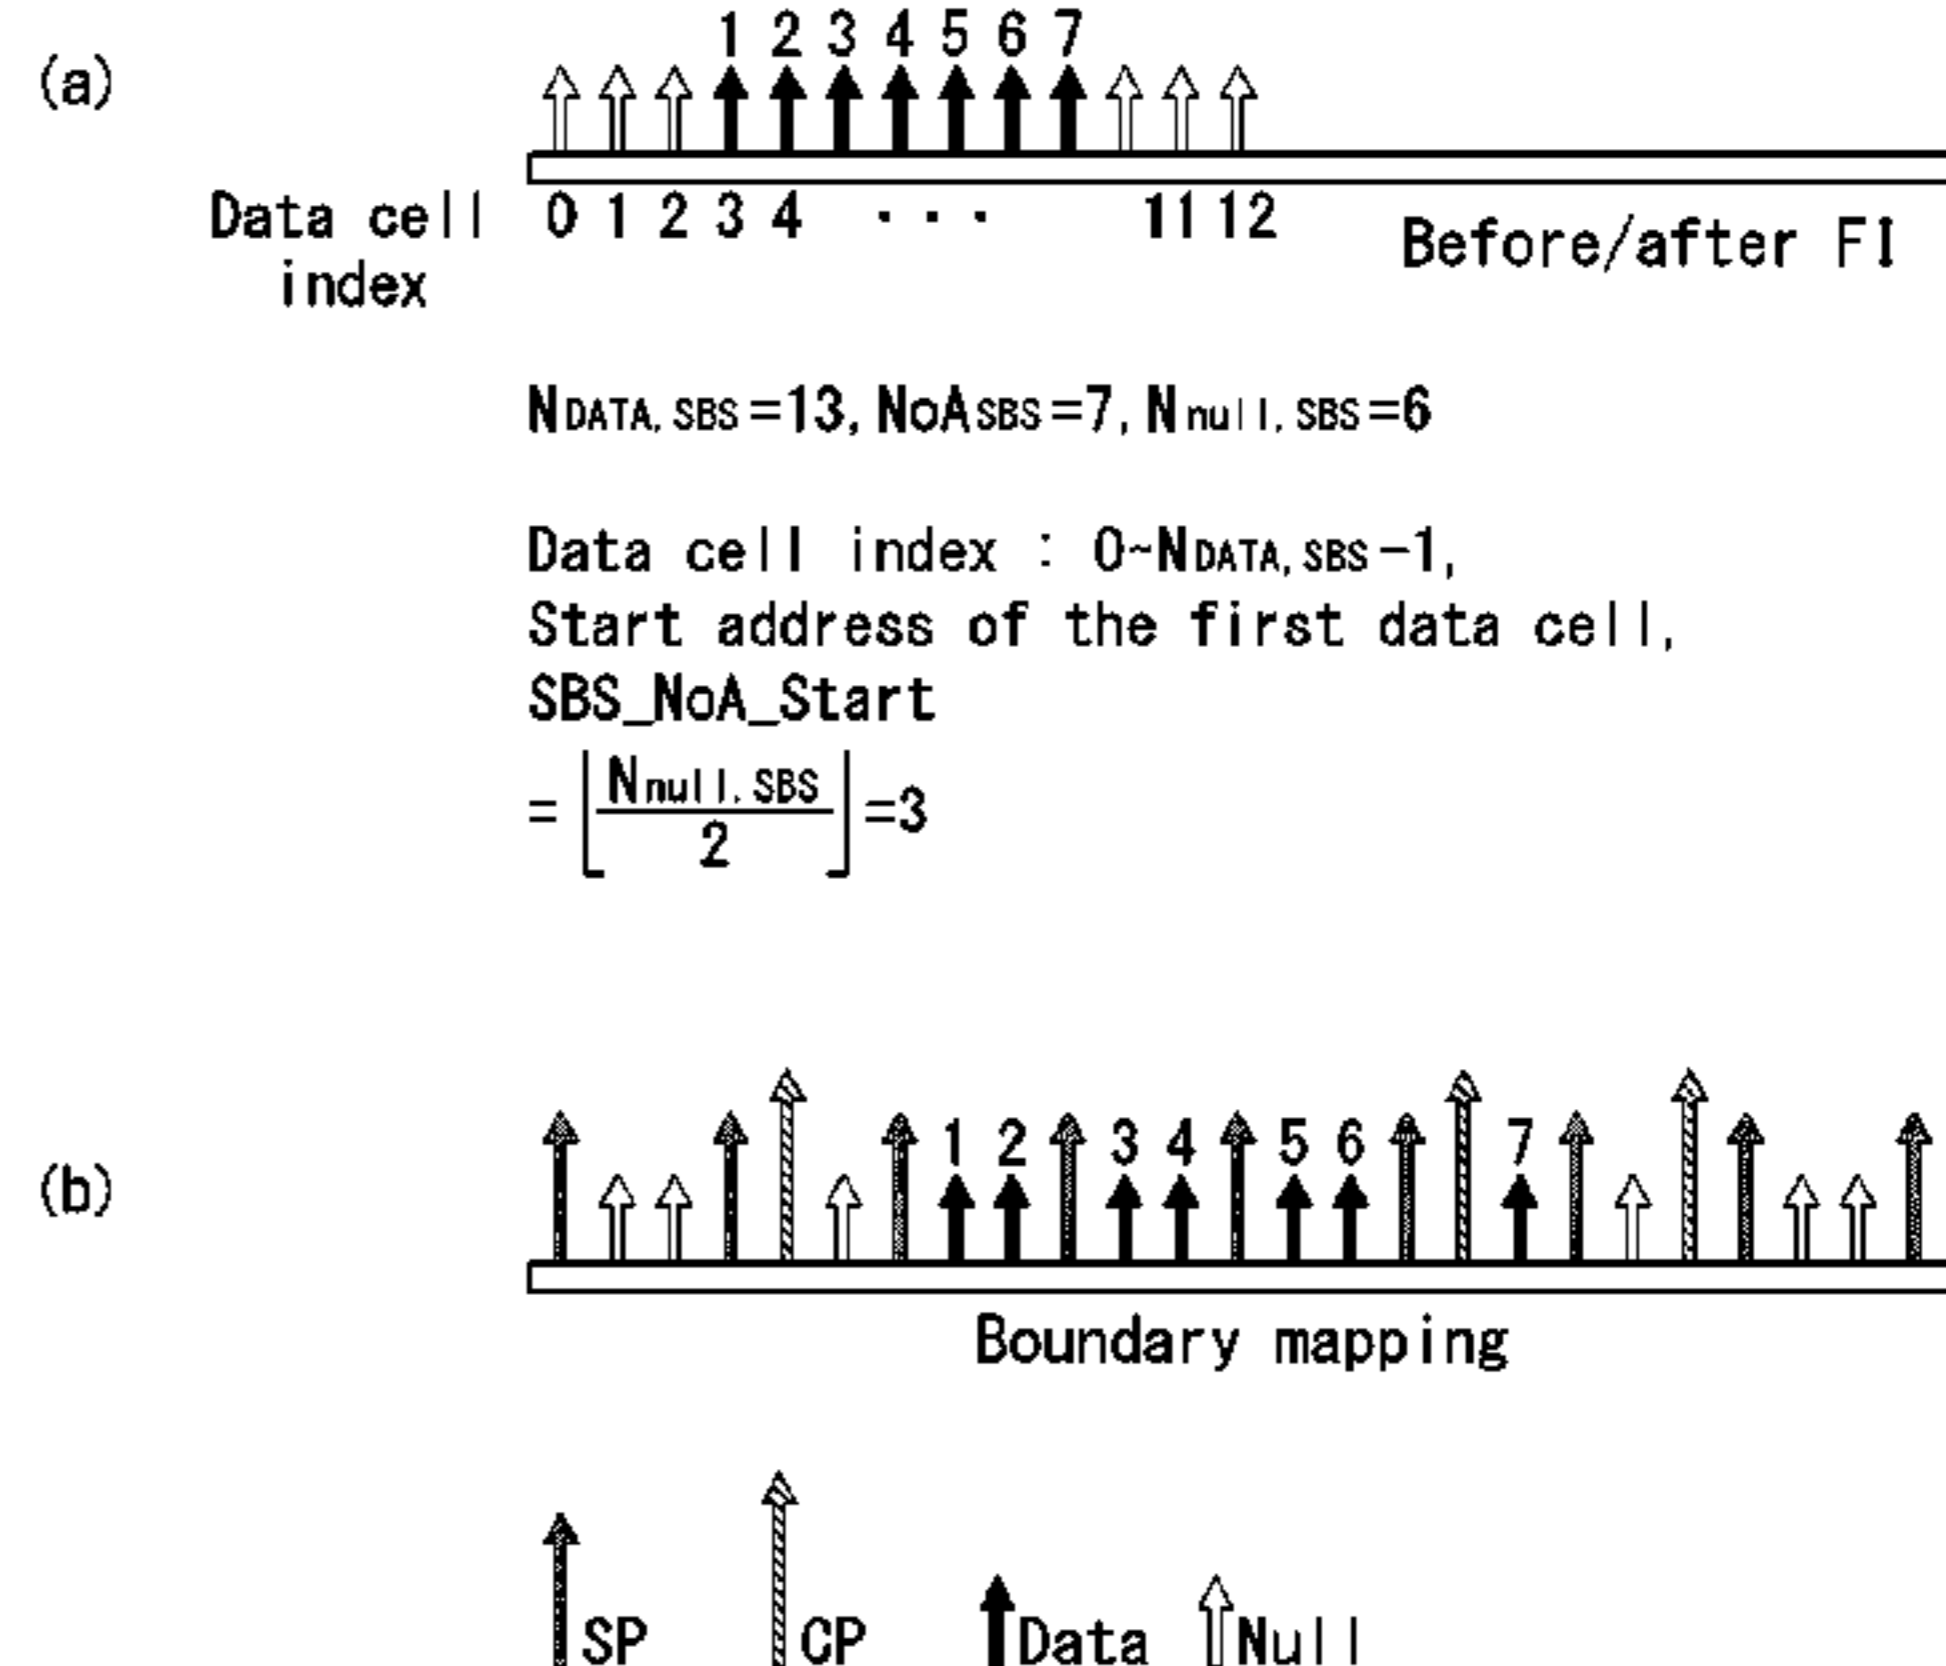 1 2 3 4 5 6 7
(a)
Data cell index 0 1 2 3 4 ··· 11 12
Before/after FI
NDATA, SBS=13, NoASBS=7, Nnull, SBS=6
Data cell index : 0~NDATA, SBS-1,
Start address of the first data cell,
SBS_NoA_Start
= ⌊Nnull, SBS / 2⌋ =3
(b)
1 2 3 4 5 6 7
Boundary mapping
SP CP Data Null